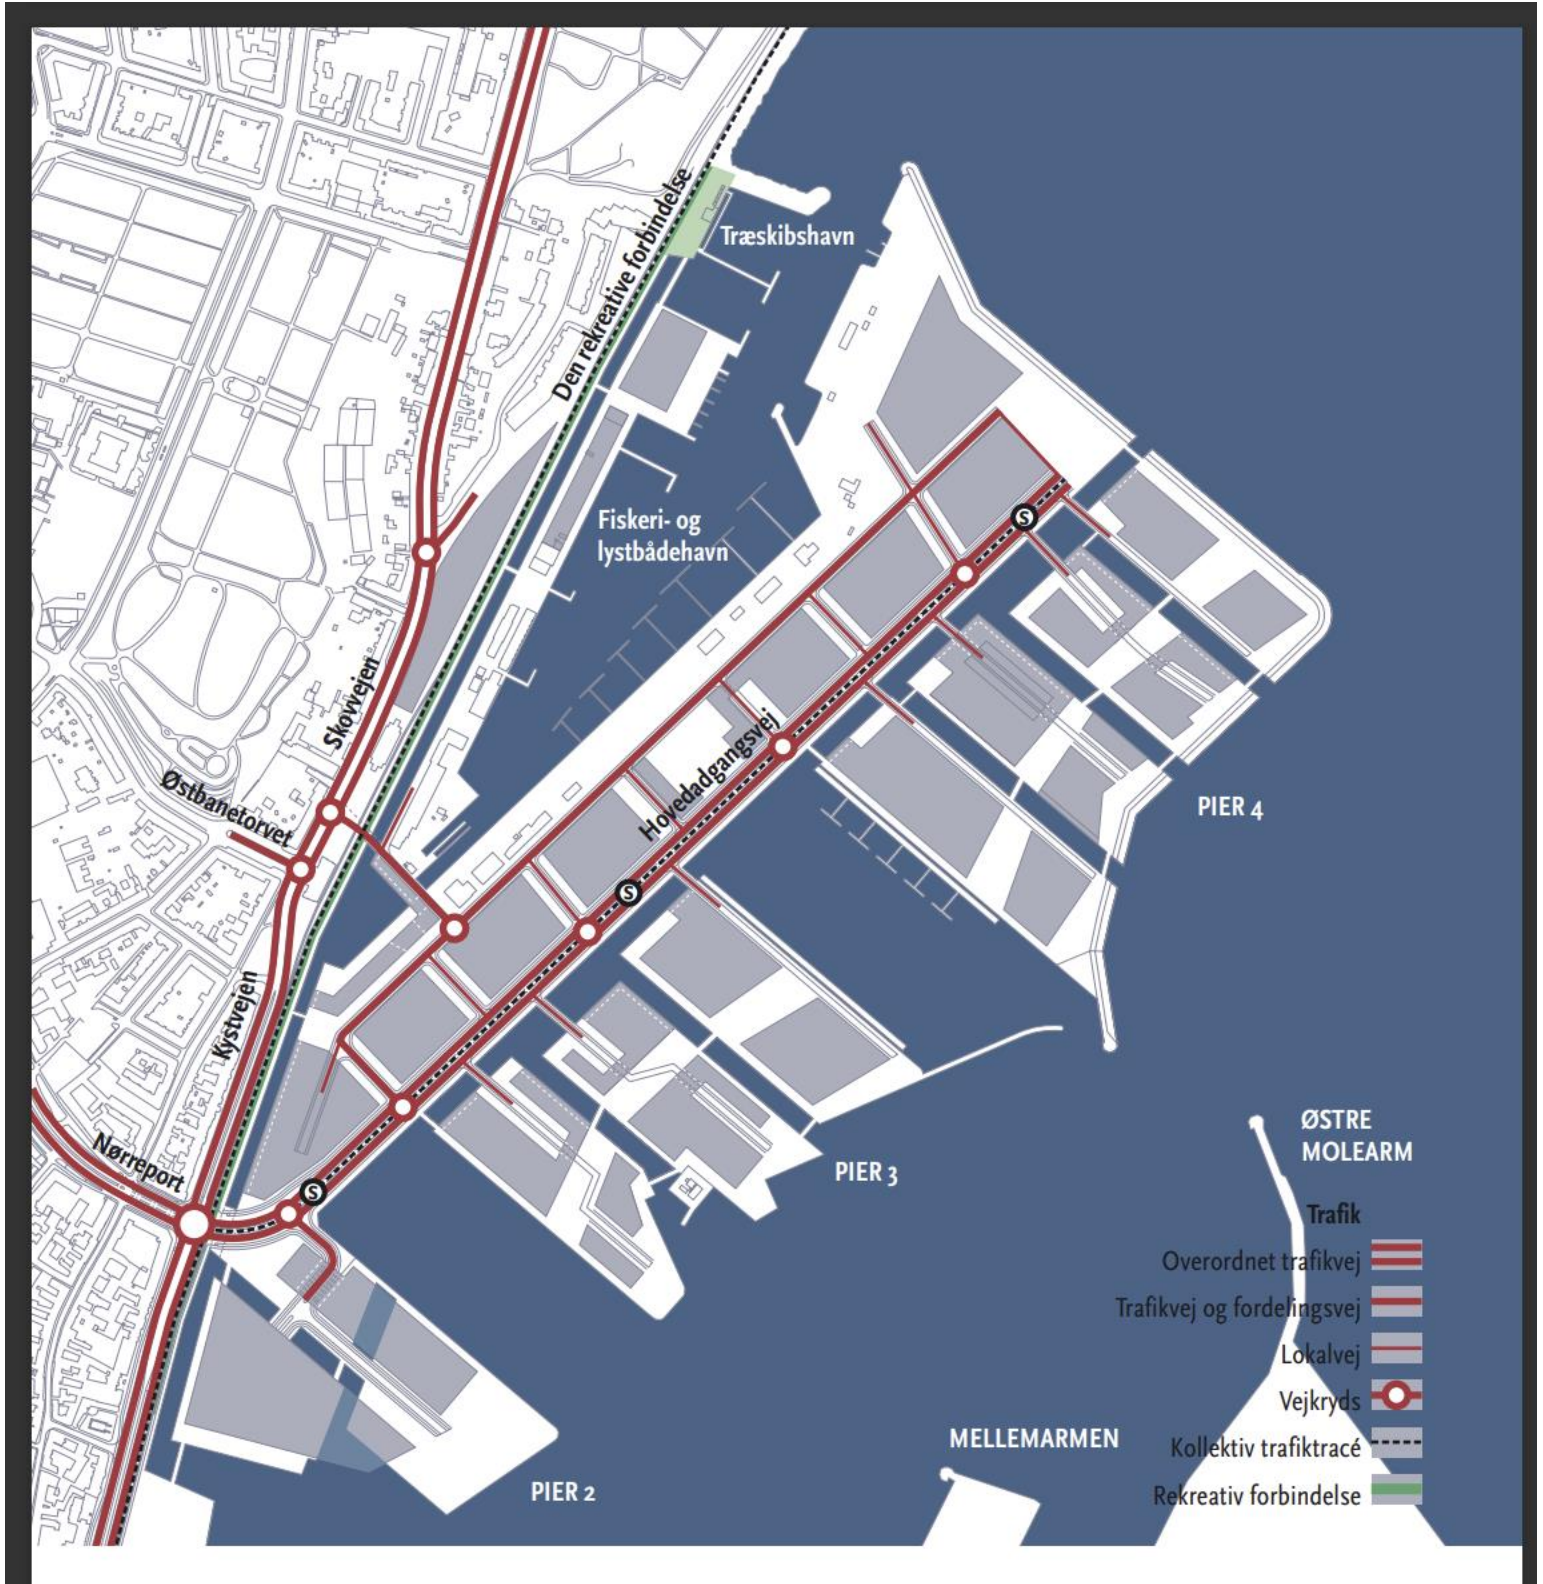 Træskibshavn
Den rekreative forbindelse
Fiskeri- og
lystbådehavn
S
Skovvejen
Østbanetorvet
Hovedadgangsvej
PIER 4
S
Kystvejen
Nørreport
S
PIER 3
ØSTRE
MOLEARM
Trafik
Overordnet trafikvej
Trafikvej og fordelingsvej
Lokalvej
Vejkryds
Kollektiv trafiktracé
Rekreativ forbindelse
MELLEMARMEN
PIER 2